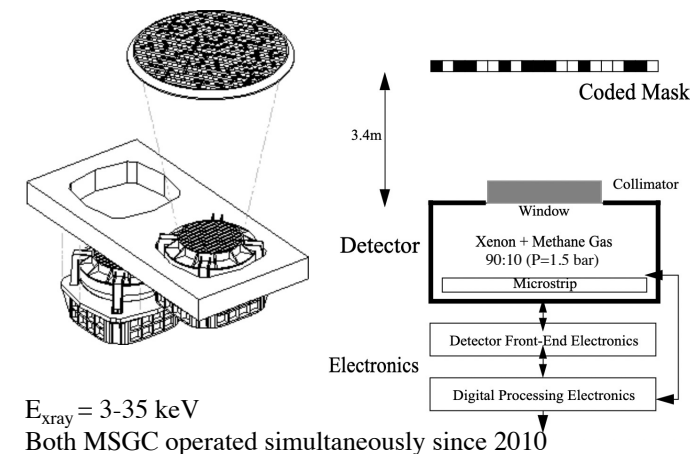 Coded Mask
3.4m
Collimator
Window
Detector
Xenon + Methane Gas
90:10 (P=1.5 bar)
Microstrip
Detector Front-End Electronics
Electronics
Digital Processing Electronics
Exray = 3-35 keV
Both MSGC operated simultaneously since 2010